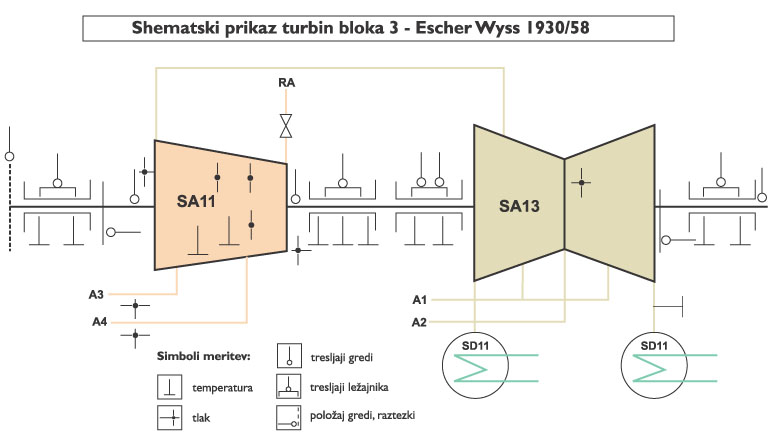 Shematski prikaz turbin bloka 3 - Escher Wyss 1930/58
RA
SA11
SA13
A3
A4
A1
A2
SD11
SD11
Simboli meritev:
temperatura
tlak
tresljaji gredi
tresljaji ležajnika
položaj gredi, raztezki